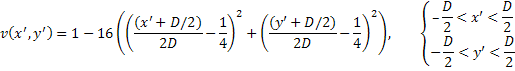 v(x′,y′) = 1 − 16 ( ( (x′ + D/2)/2D − 1/4 )² + ( (y′ + D/2)/2D − 1/4 )² ), { −D/2 < x′ < D/2
−D/2 < y′ < D/2